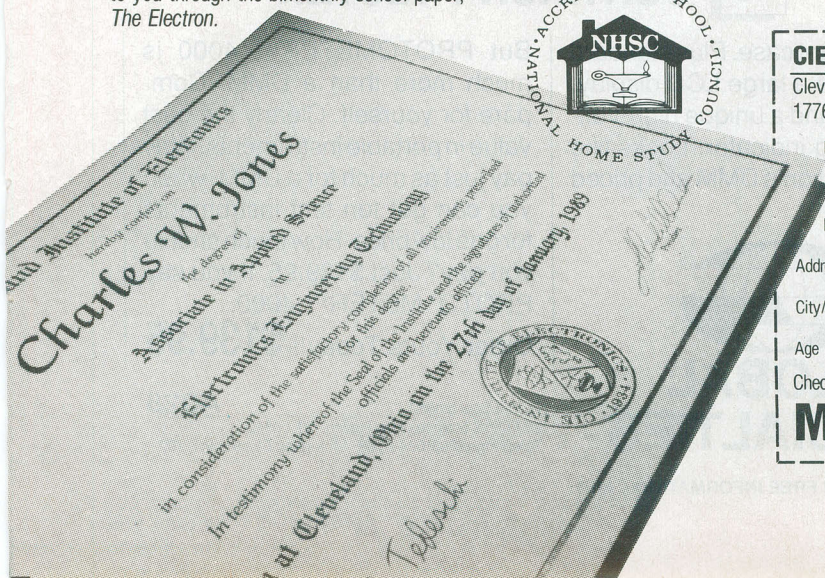 to you through the bimonthly school paper,
The Electron.
ACCR HOOL
NATIONAL HOME STUDY COUNCIL
NHSC
and Institute of Electronics
hereby confers on
Charles W. Jones
the degree of
Associate in Applied Science
in
Electronics Engineering Technology
in consideration of the satisfactory completion of all requirements prescribed
for this degree.
In testimony whereof the Seal of the Institute and the signatures of authorized
officials are hereunto affixed.
at Cleveland, Ohio on the 27th day of January, 1989
President
Tedeschi
INSTITUTE OF ELECTRONICS
CIE
1934
CIE
Clev
1776
Addr
City/
Age
Chec
M